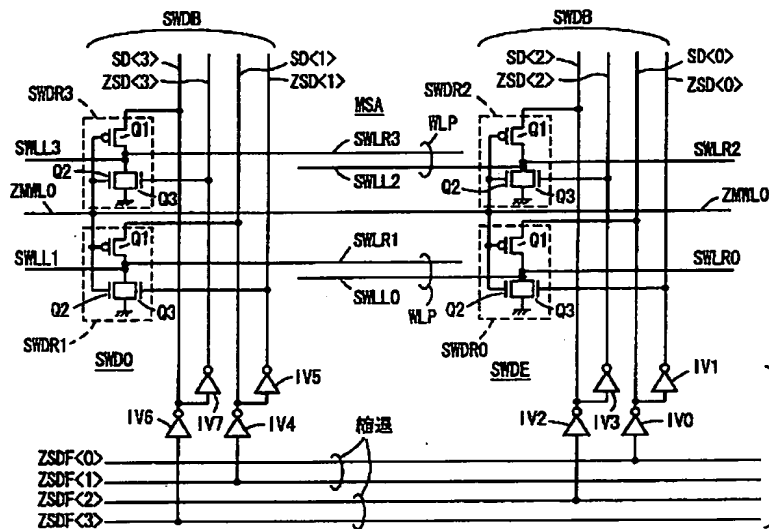 SWDB SWDB
SD<3> SD<1> SD<2> SD<0>
ZSD<3> ZSD<1> ZSD<2> ZSD<0>
SWDR3 MSA SWDR2
Q1 WLP Q1
SWLL3 SWLR3 SWLR2
Q2 Q3 SWLL2 Q2 Q3
ZMWL0 ZMWL0
Q1 SWLR1 Q1
SWLL1 SWLR0
SWLL0
Q2 Q3 WLP Q2 Q3
SWDR1 SWDR0
SWDO SWDE
IV5 IV1
IV6 IV7 IV4 IV2 IV3 IV0
縮退
ZSDF<0>
ZSDF<1>
ZSDF<2>
ZSDF<3>